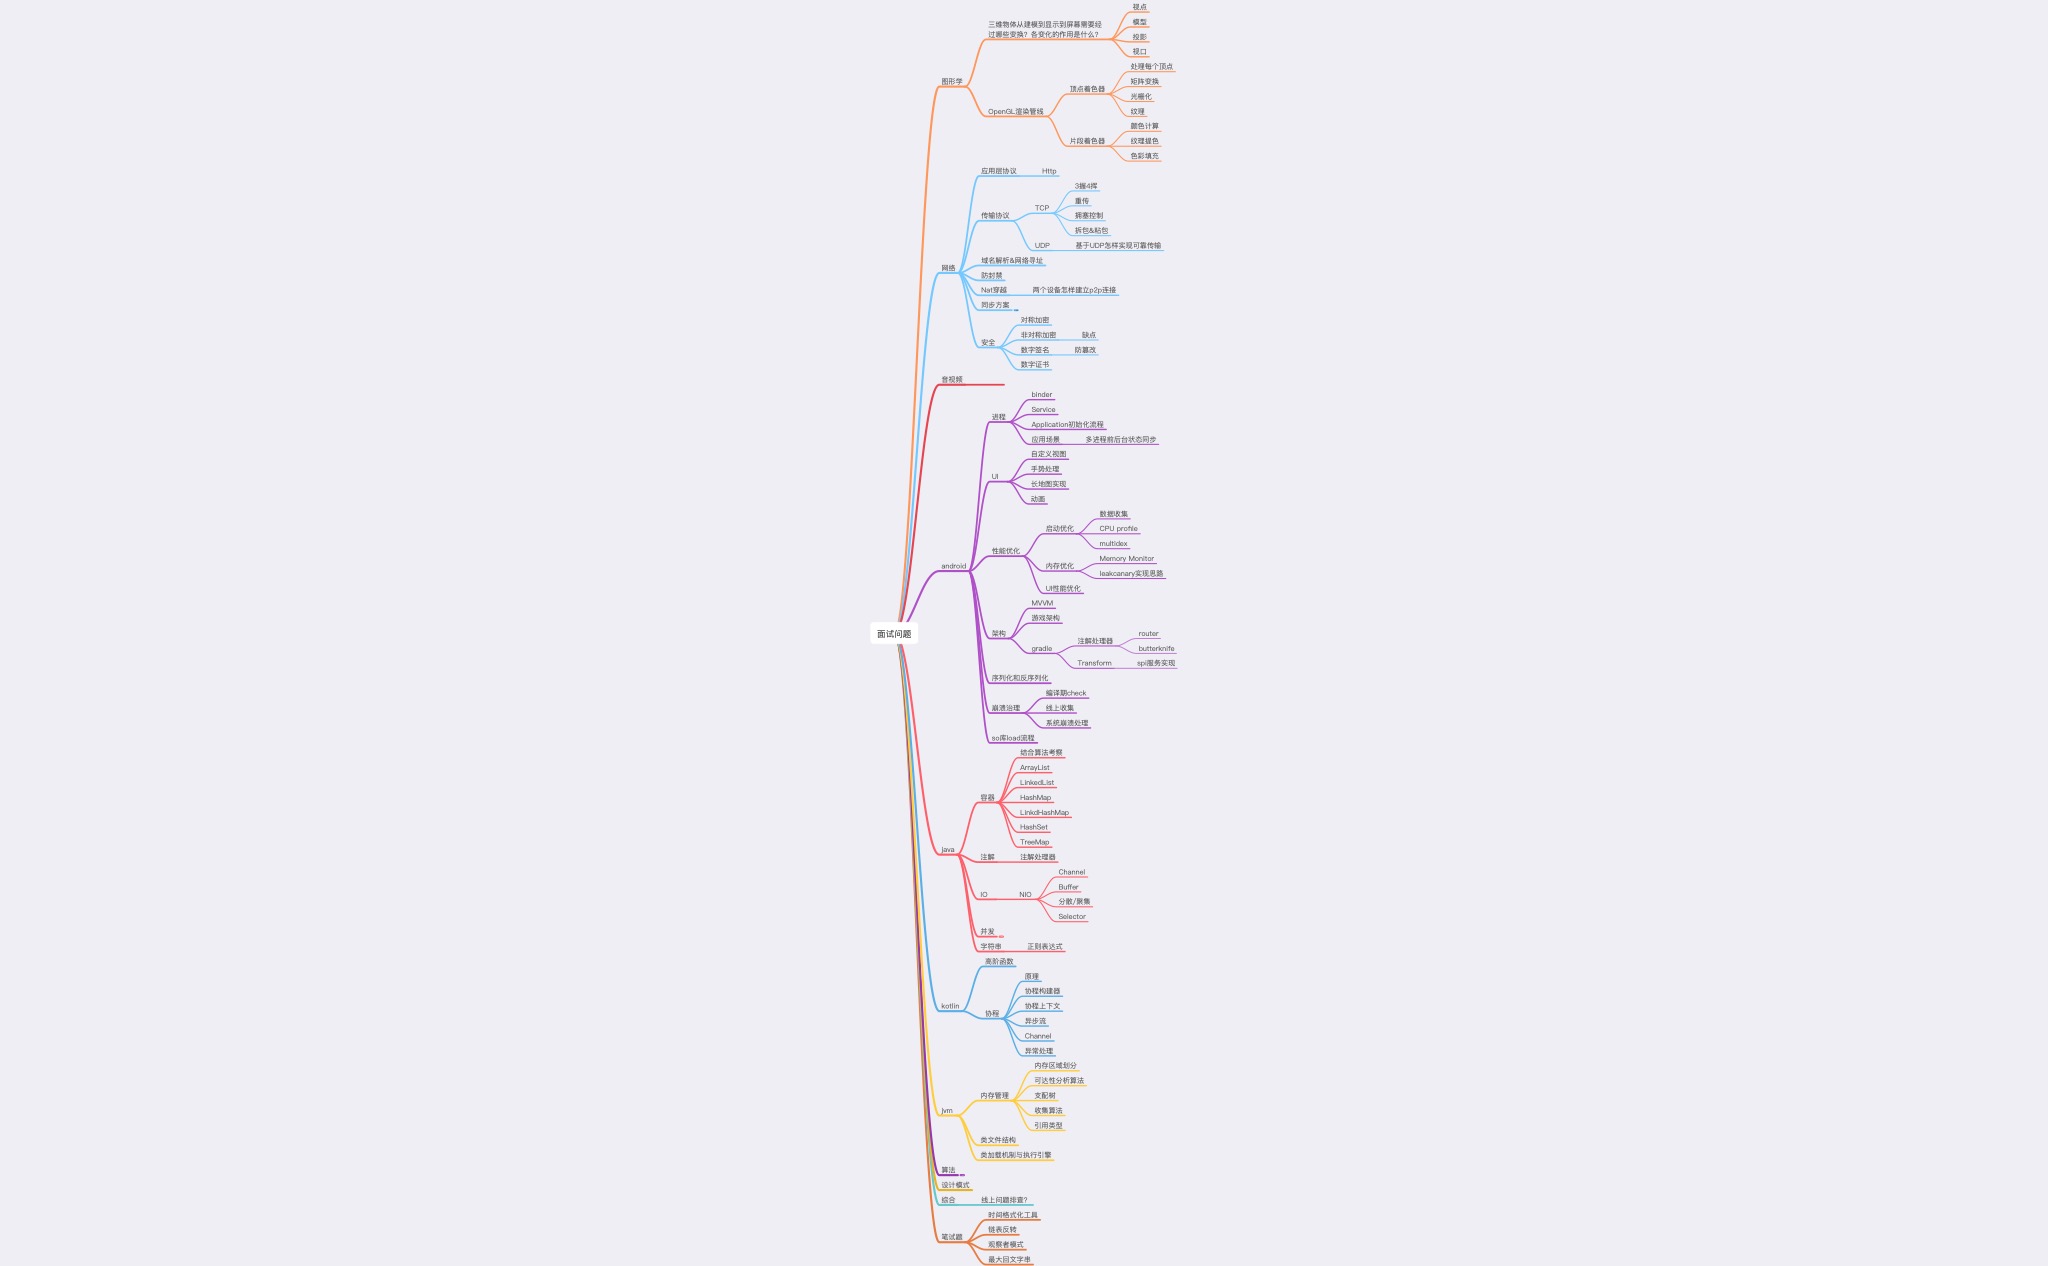 面试问题
图形学
三维物体从建模到显示到屏幕需要经
过哪些变换？各变化的作用是什么？
视点
模型
投影
视口
OpenGL渲染管线
顶点着色器
处理每个顶点
矩阵变换
光栅化
纹理
片段着色器
颜色计算
纹理提色
色彩填充
网络
应用层协议
Http
传输协议
TCP
3握4挥
重传
拥塞控制
拆包&粘包
UDP
基于UDP怎样实现可靠传输
域名解析&网络寻址
防封禁
Nat穿越
两个设备怎样建立p2p连接
同步方案
安全
对称加密
非对称加密
缺点
数字签名
防篡改
数字证书
音视频
android
进程
binder
Service
Application初始化流程
应用场景
多进程前后台状态同步
UI
自定义视图
手势处理
长地图实现
动画
性能优化
启动优化
数据收集
CPU profile
multidex
内存优化
Memory Monitor
leakcanary实现思路
UI性能优化
架构
MVVM
游戏架构
gradle
注解处理器
router
butterknife
Transform
spi服务实现
序列化和反序列化
崩溃治理
编译期check
线上收集
系统崩溃处理
so库load流程
java
容器
结合算法考察
ArrayList
LinkedList
HashMap
LinkdHashMap
HashSet
TreeMap
注解
注解处理器
IO
NIO
Channel
Buffer
分散/聚集
Selector
并发
字符串
正则表达式
kotlin
高阶函数
协程
原理
协程构建器
协程上下文
异步流
Channel
异常处理
jvm
内存管理
内存区域划分
可达性分析算法
支配树
收集算法
引用类型
类文件结构
类加载机制与执行引擎
算法
设计模式
综合
线上问题排查？
笔试题
时间格式化工具
链表反转
观察者模式
最大回文字串